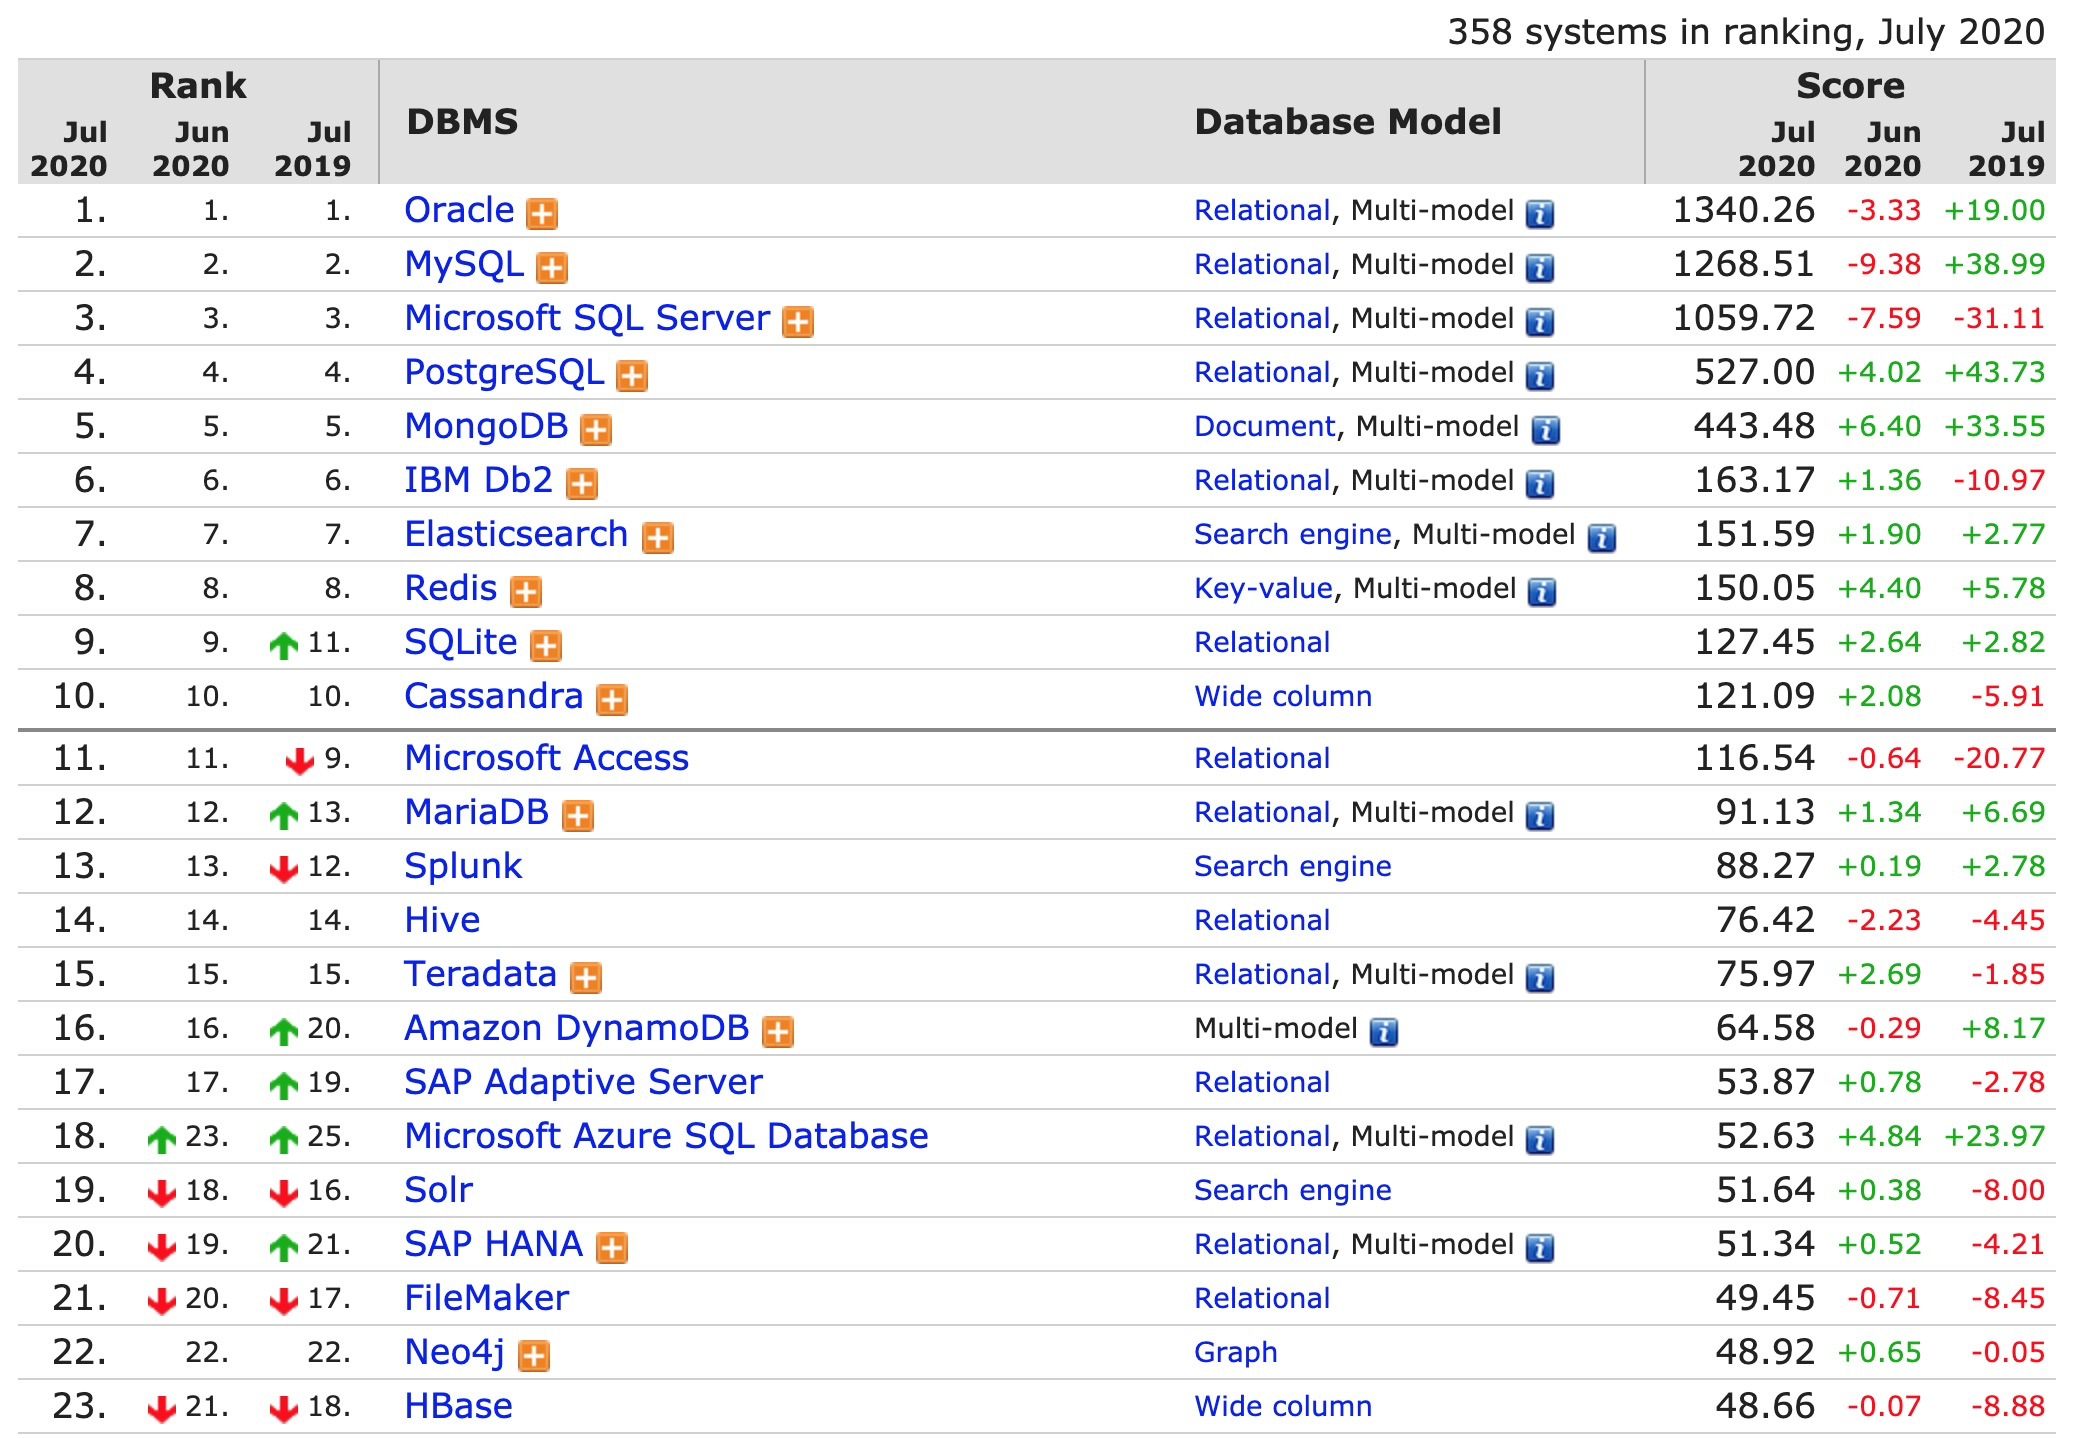 358 systems in ranking, July 2020
Rank DBMS Database Model Score
Jul 2020 Jun 2020 Jul 2019 Jul 2020 Jun 2020 Jul 2019
1. 1. 1. Oracle Relational, Multi-model 1340.26 -3.33 +19.00
2. 2. 2. MySQL Relational, Multi-model 1268.51 -9.38 +38.99
3. 3. 3. Microsoft SQL Server Relational, Multi-model 1059.72 -7.59 -31.11
4. 4. 4. PostgreSQL Relational, Multi-model 527.00 +4.02 +43.73
5. 5. 5. MongoDB Document, Multi-model 443.48 +6.40 +33.55
6. 6. 6. IBM Db2 Relational, Multi-model 163.17 +1.36 -10.97
7. 7. 7. Elasticsearch Search engine, Multi-model 151.59 +1.90 +2.77
8. 8. 8. Redis Key-value, Multi-model 150.05 +4.40 +5.78
9. 9. 11. SQLite Relational 127.45 +2.64 +2.82
10. 10. 10. Cassandra Wide column 121.09 +2.08 -5.91
11. 11. 9. Microsoft Access Relational 116.54 -0.64 -20.77
12. 12. 13. MariaDB Relational, Multi-model 91.13 +1.34 +6.69
13. 13. 12. Splunk Search engine 88.27 +0.19 +2.78
14. 14. 14. Hive Relational 76.42 -2.23 -4.45
15. 15. 15. Teradata Relational, Multi-model 75.97 +2.69 -1.85
16. 16. 20. Amazon DynamoDB Multi-model 64.58 -0.29 +8.17
17. 17. 19. SAP Adaptive Server Relational 53.87 +0.78 -2.78
18. 23. 25. Microsoft Azure SQL Database Relational, Multi-model 52.63 +4.84 +23.97
19. 18. 16. Solr Search engine 51.64 +0.38 -8.00
20. 19. 21. SAP HANA Relational, Multi-model 51.34 +0.52 -4.21
21. 20. 17. FileMaker Relational 49.45 -0.71 -8.45
22. 22. 22. Neo4j Graph 48.92 +0.65 -0.05
23. 21. 18. HBase Wide column 48.66 -0.07 -8.88